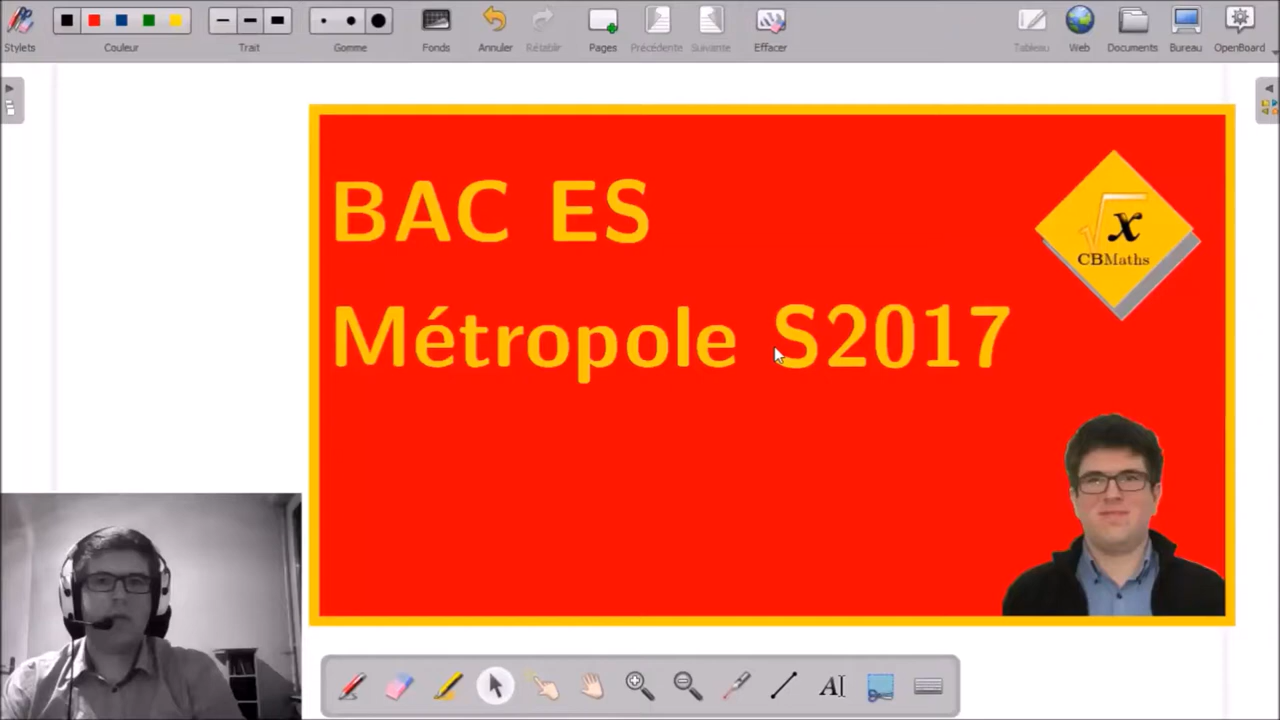 Stylets
Couleur
Trait
Gomme
Fonds
Annuler
Rétablir
Pages
Précédente
Suivante
Effacer
Tableau
Web
Documents
Bureau
OpenBoard
BAC ES
Métropole S2017
√x
CBMaths
AI